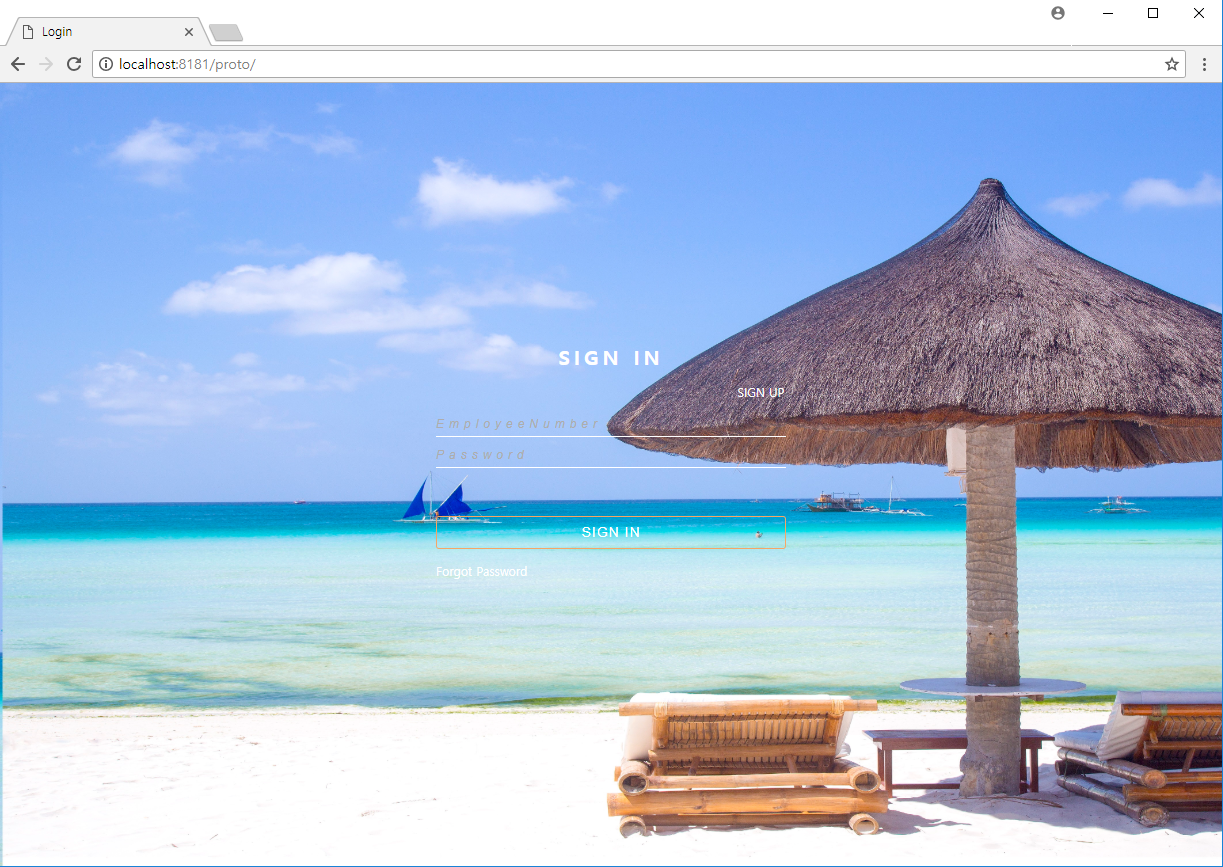 Login
localhost:8181/proto/
SIGN IN
SIGN UP
EmployeeNumber
Password
SIGN IN
Forgot Password